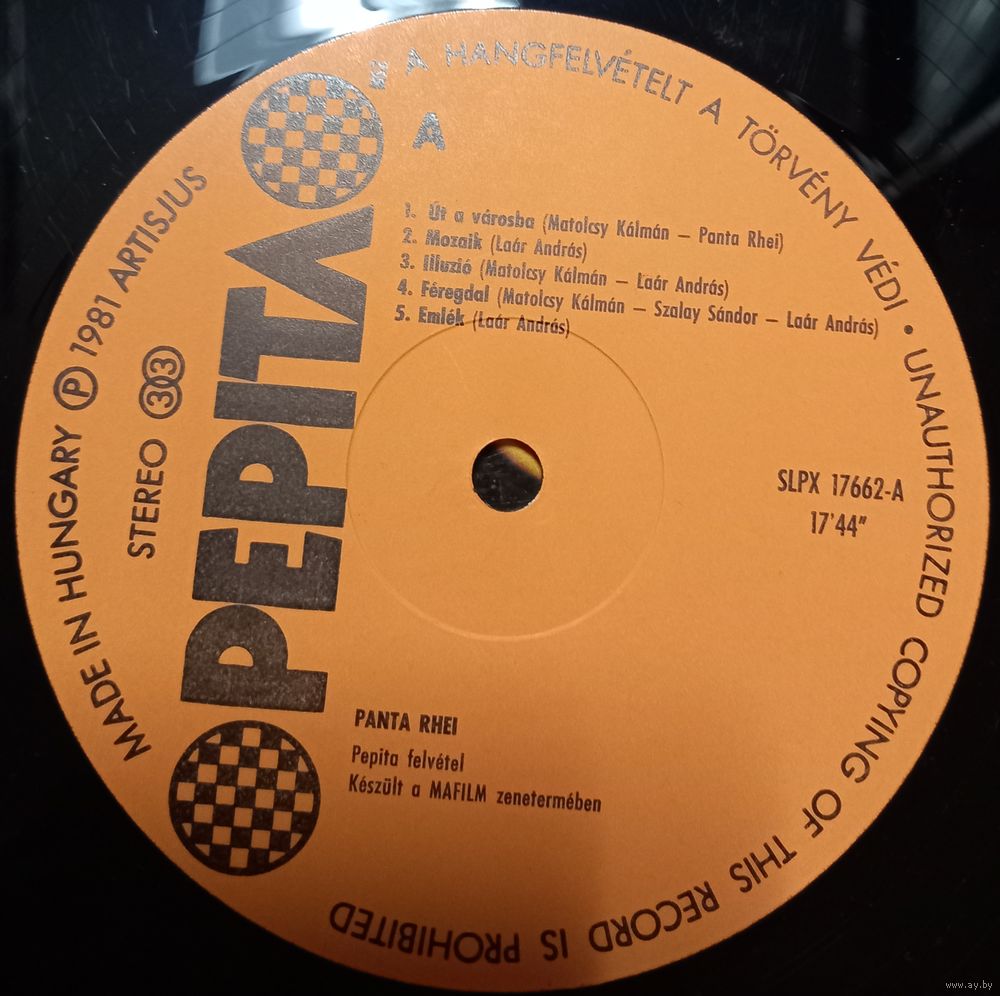 A HANGFELVÉTELT A TÖRVÉNY VÉDI • UNAUTHORIZED COPYING OF THIS RECORD IS PROHIBITED
MADE IN HUNGARY Ⓟ 1981 ARTISJUS
STEREO 33
PEPITA
A
1. Út a városba (Matolcsy Kálmán – Panta Rhei)
2. Mozaik (Laár András)
3. Illuzió (Matolcsy Kálmán – Laár András)
4. Féregdal (Matolcsy Kálmán – Szalay Sándor – Laár András)
5. Emlék (Laár András)
SLPX 17662-A
17'44"
PANTA RHEI
Pepita felvétel
Készült a MAFILM zenetermében
www.ay.by